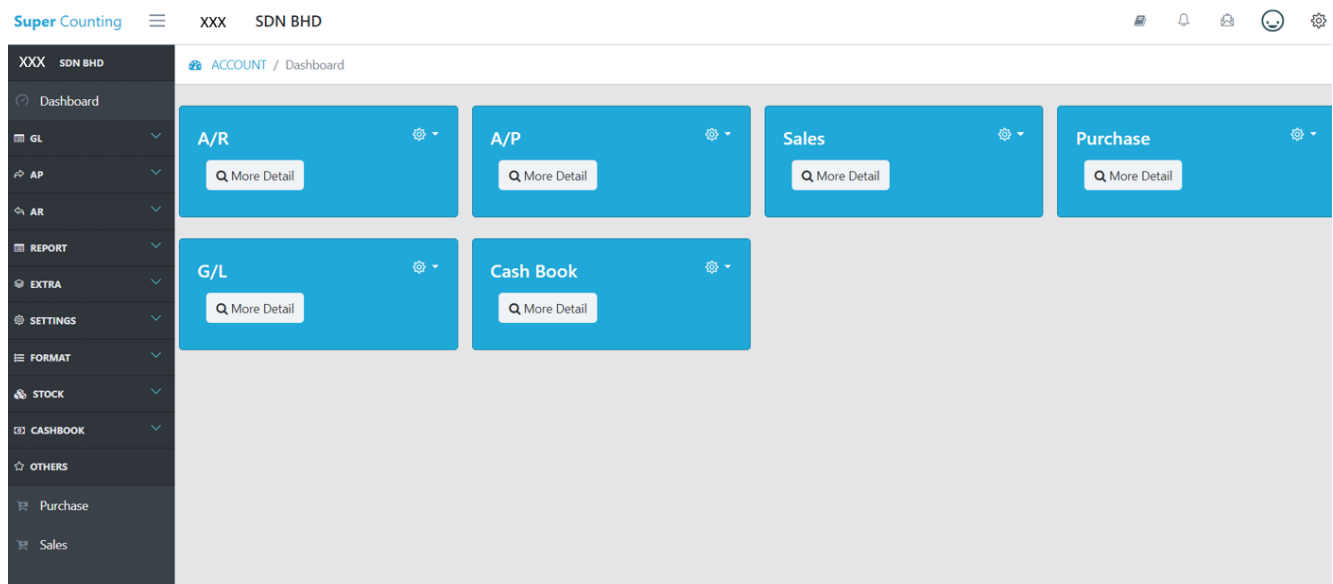 Super Counting XXX SDN BHD
XXX SDN BHD
ACCOUNT / Dashboard
Dashboard
GL
AP
AR
REPORT
EXTRA
SETTINGS
FORMAT
STOCK
CASHBOOK
OTHERS
Purchase
Sales
A/R
More Detail
A/P
More Detail
Sales
More Detail
Purchase
More Detail
G/L
More Detail
Cash Book
More Detail